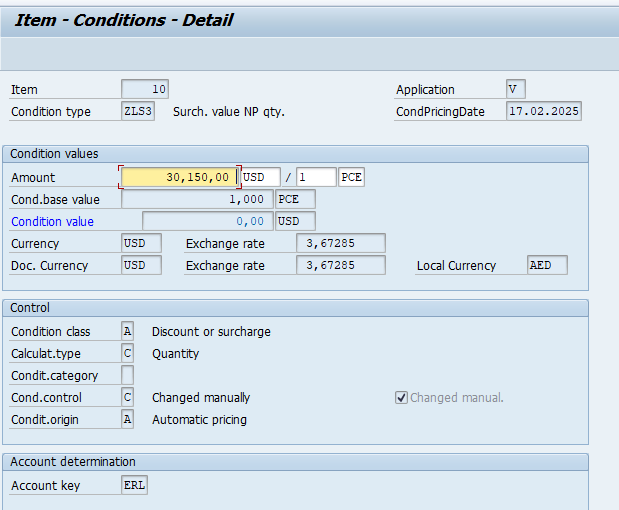 Item - Conditions - Detail
Item 10 Application V
Condition type ZLS3 Surch. value NP qty. CondPricingDate 17.02.2025
Condition values
Amount 30,150,00 USD / 1 PCE
Cond.base value 1,000 PCE
Condition value 0,00 USD
Currency USD Exchange rate 3,67285
Doc. Currency USD Exchange rate 3,67285 Local Currency AED
Control
Condition class A Discount or surcharge
Calculat.type C Quantity
Condit.category
Cond.control C Changed manually Changed manual.
Condit.origin A Automatic pricing
Account determination
Account key ERL